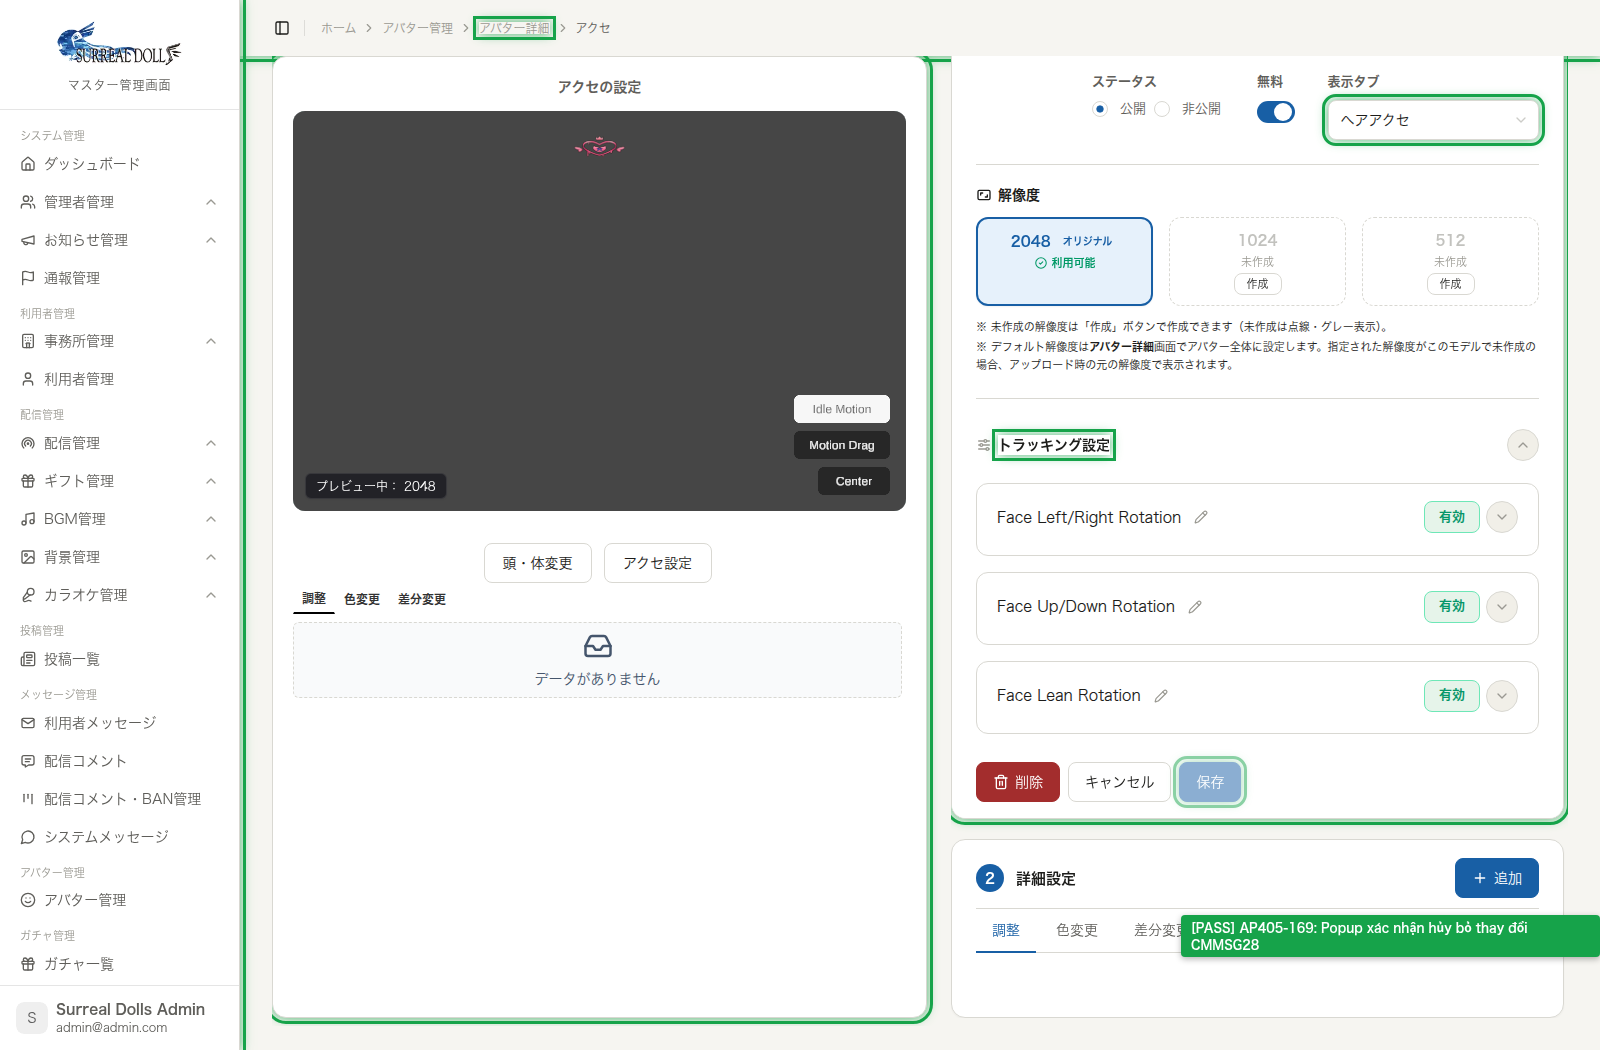 SURREAL DOLL
マスター管理画面
システム管理
ダッシュボード
管理者管理
お知らせ管理
通報管理
利用者管理
事務所管理
利用者管理
配信管理
配信管理
ギフト管理
BGM管理
背景管理
カラオケ管理
投稿管理
投稿一覧
メッセージ管理
利用者メッセージ
配信コメント
配信コメント・BAN管理
システムメッセージ
アバター管理
アバター管理
ガチャ管理
ガチャ一覧
S
Surreal Dolls Admin
admin@admin.com
ホーム > アバター管理 > アバター詳細 > アクセ
アクセの設定
Idle Motion
Motion Drag
Center
プレビュー中： 2048
頭・体変更 アクセ設定
調整 色変更 差分変更
データがありません
ステータス 無料 表示タブ
公開 非公開 ヘアアクセ
解像度
2048 オリジナル
利用可能
1024
未作成
作成
512
未作成
作成
※ 未作成の解像度は「作成」ボタンで作成できます（未作成は点線・グレー表示）。
※ デフォルト解像度はアバター詳細画面でアバター全体に設定します。指定された解像度がこのモデルで未作成の
場合、アップロード時の元の解像度で表示されます。
トラッキング設定
Face Left/Right Rotation 有効
Face Up/Down Rotation 有効
Face Lean Rotation 有効
削除 キャンセル 保存
2 詳細設定 + 追加
調整 色変更 差分変
[PASS] AP405-169: Popup xác nhận hủy bỏ thay đổi
CMMSG28